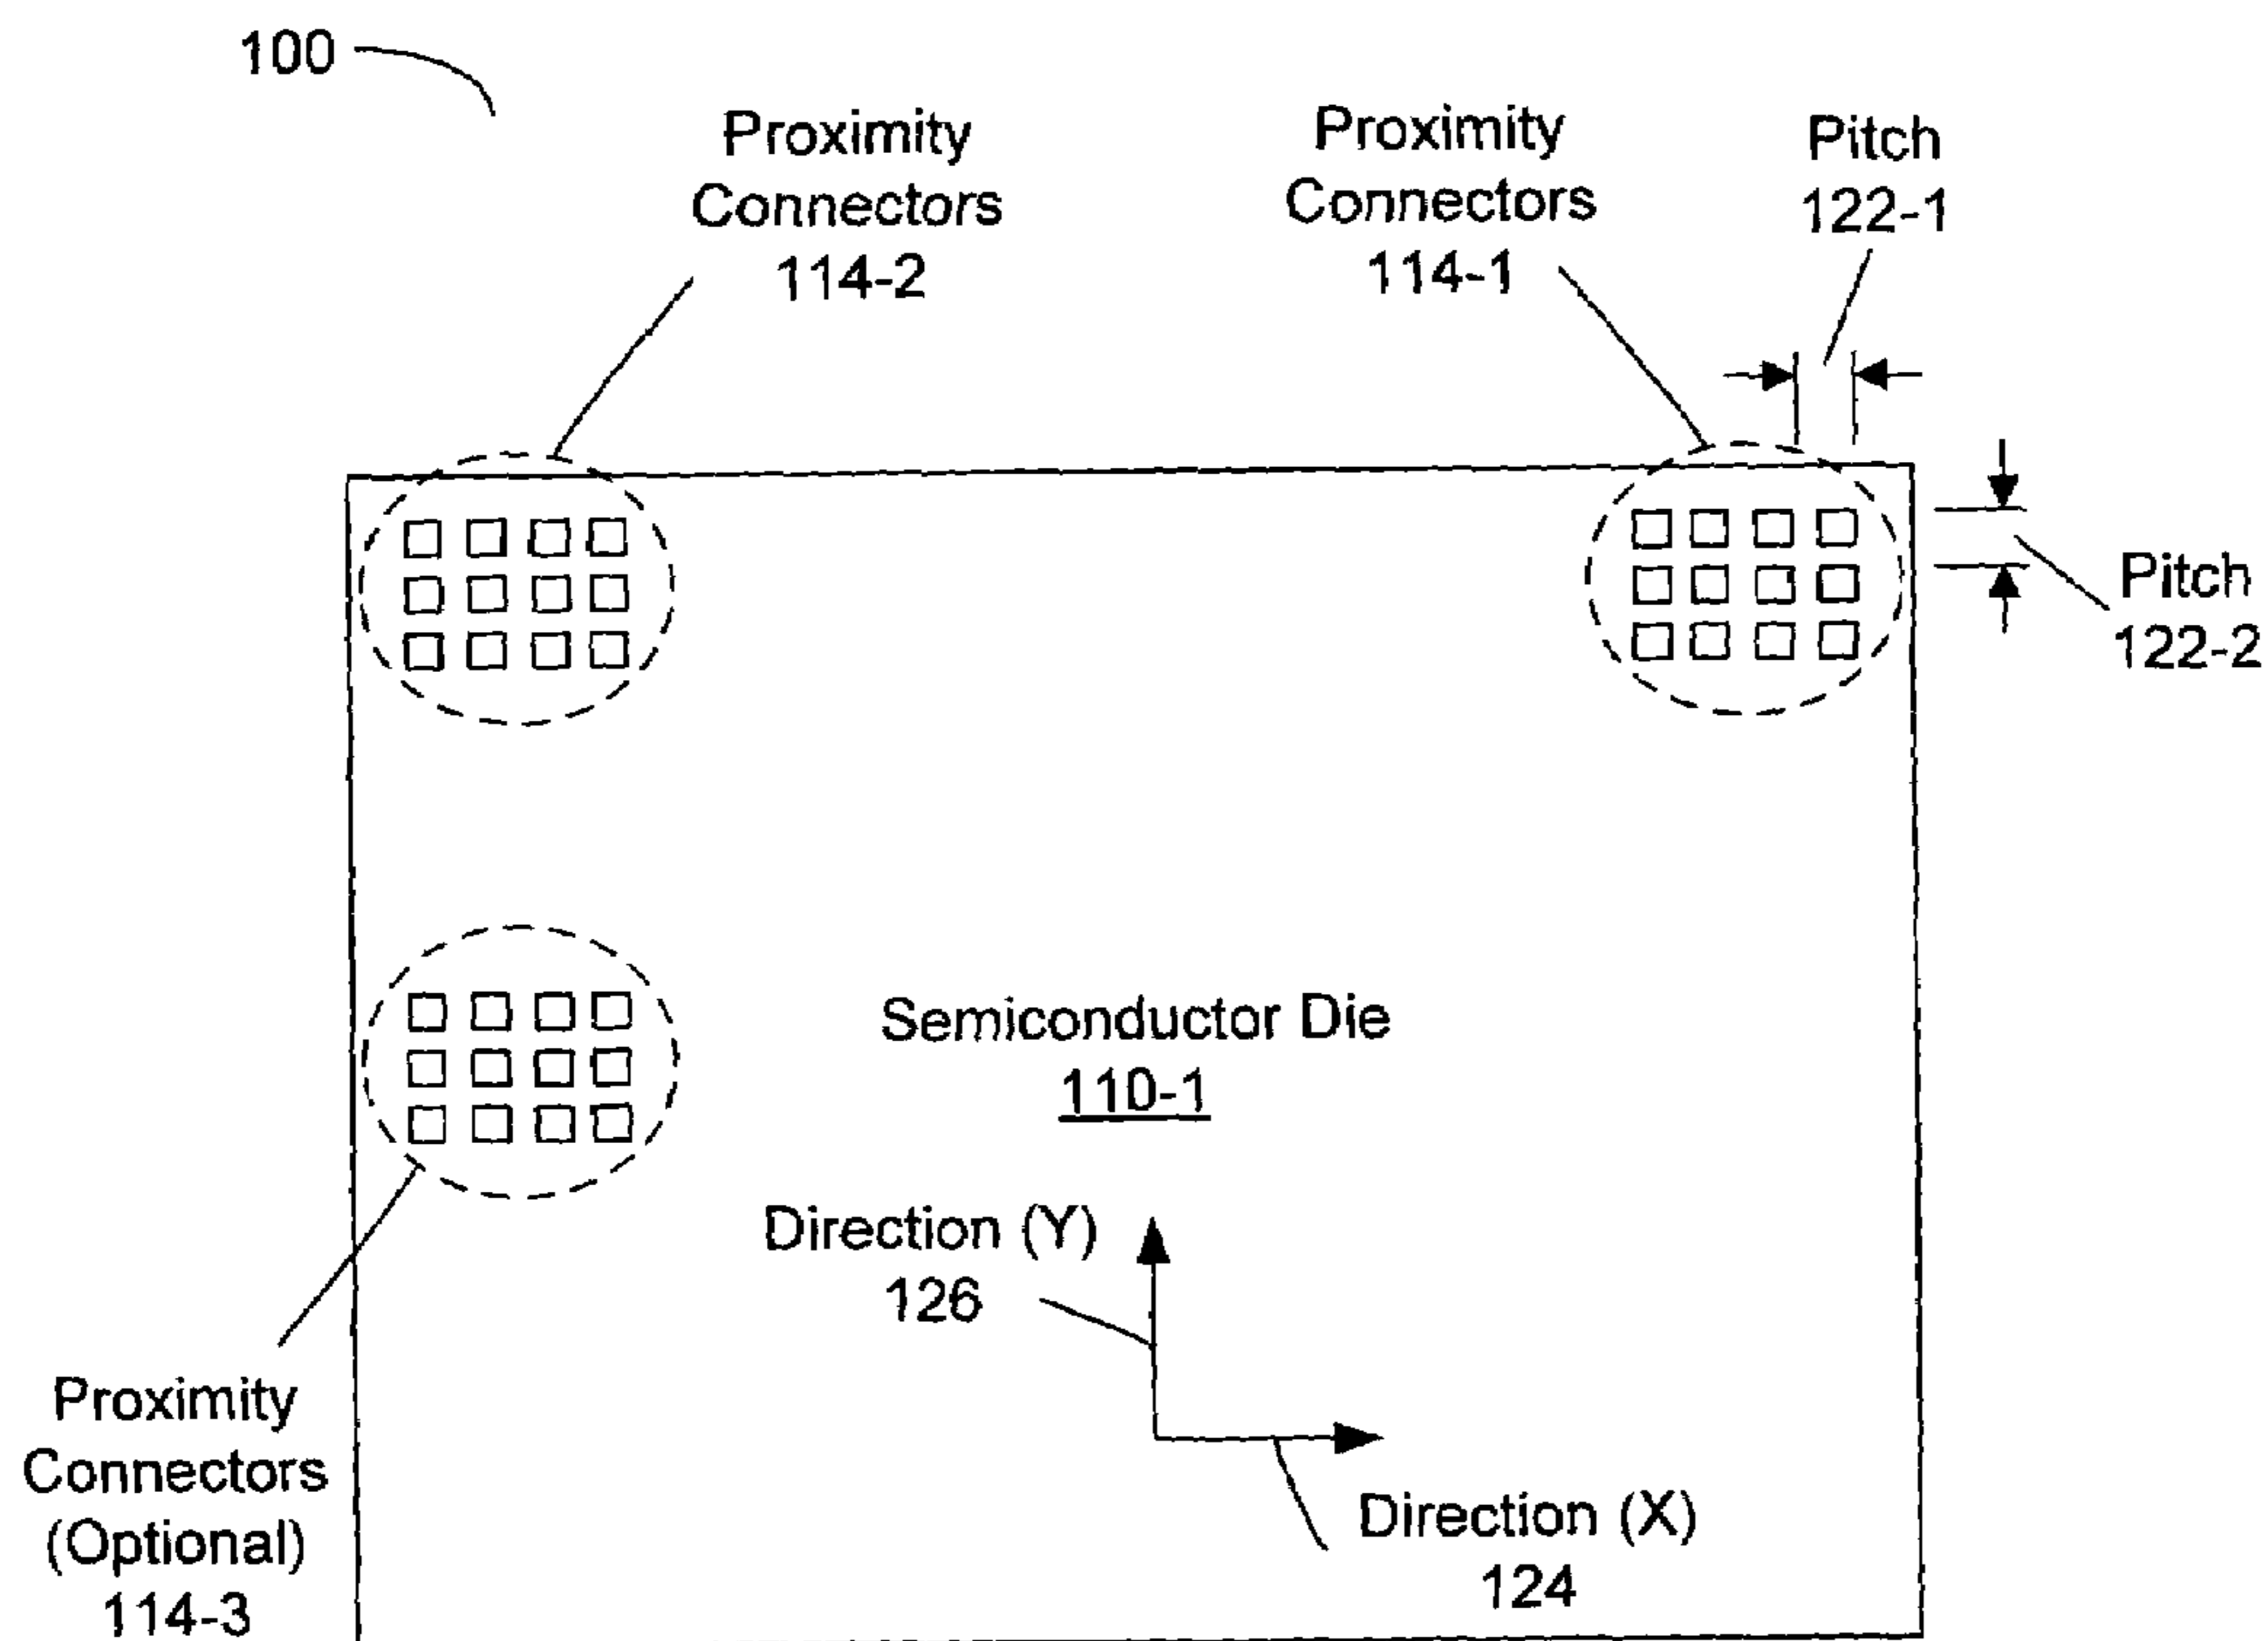 100
Proximity
Connectors
114-2
Proximity
Connectors
114-1
Pitch
122-1
Pitch
122-2
Semiconductor Die
110-1
Direction (Y)
126
Direction (X)
124
Proximity
Connectors
(Optional)
114-3